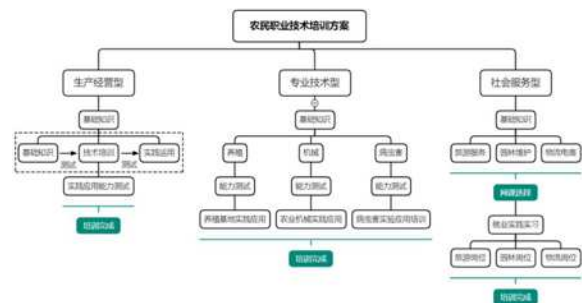 农民职业技术培训方案
生产经营型
专业技术型
社会服务型
基础知识
基础知识
基础知识
基础知识
技术培训
实践运用
测试
测试
养殖
机械
病虫害
旅游服务
园林维护
物流电商
实践应用能力测试
能力测试
能力测试
能力测试
网课选择
培训完成
养殖基地实践应用
农业机械实践应用
病虫害实验应用培训
就业实践实习
培训完成
旅游岗位
园林岗位
物流岗位
培训完成